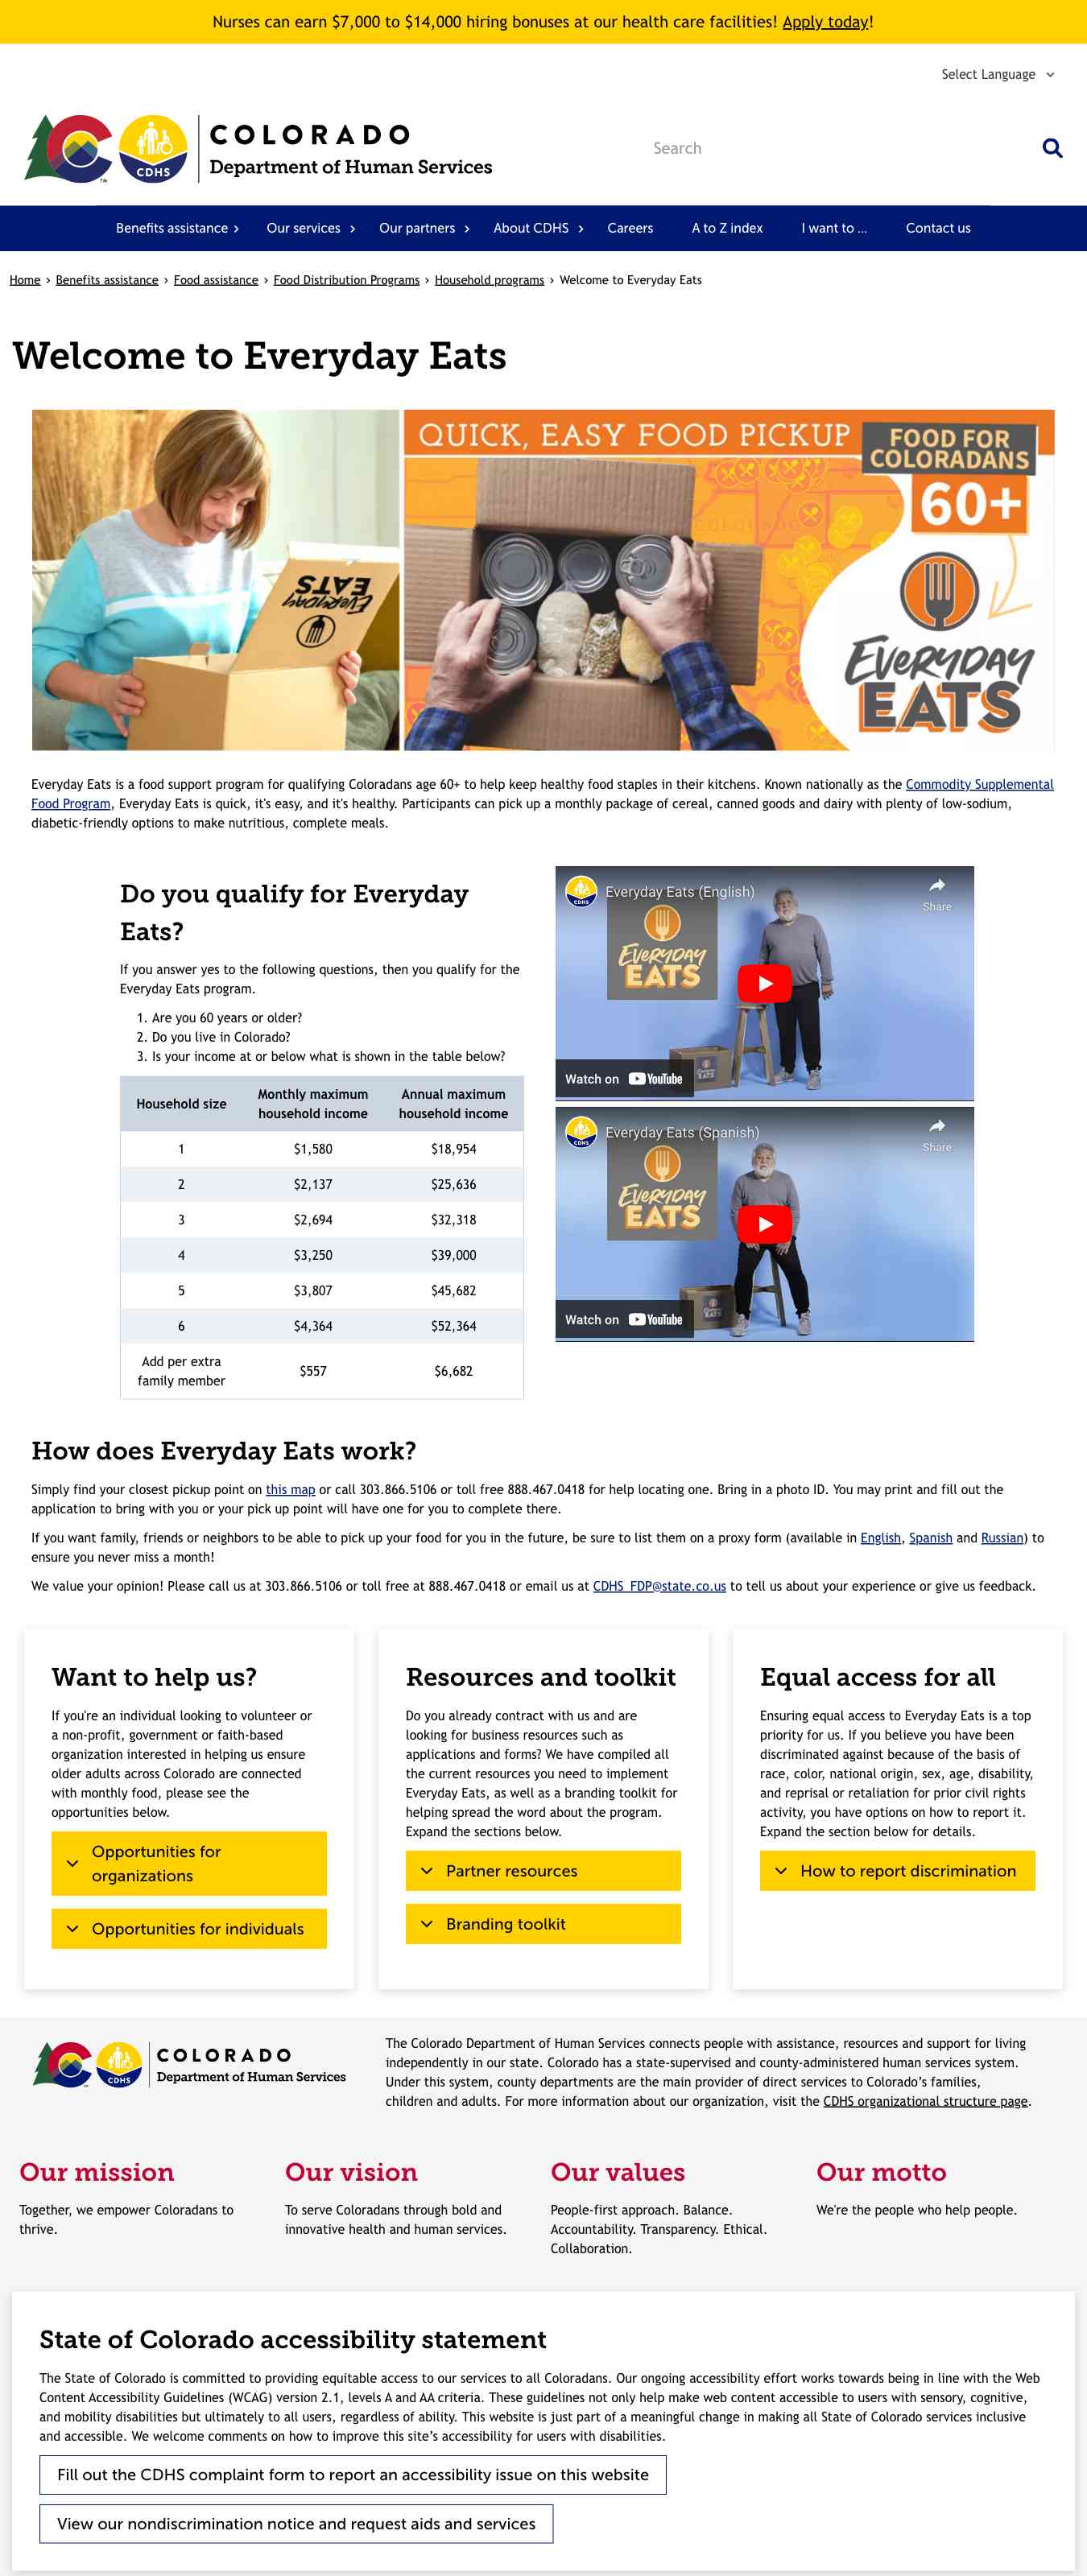 Nurses can earn $7,000 to $14,000 hiring bonuses at our health care facilities! Apply today!
Select Language
COLORADO
Department of Human Services
CDHS
TM
Search
Benefits assistance Our services Our partners About CDHS Careers A to Z index I want to ... Contact us
Home › Benefits assistance › Food assistance › Food Distribution Programs › Household programs › Welcome to Everyday Eats
Welcome to Everyday Eats
EVERYDAY
EATS
QUICK, EASY FOOD PICKUP
FOOD FOR
COLORADANS
60+
EVERYDAY
EATS
Everyday Eats is a food support program for qualifying Coloradans age 60+ to help keep healthy food staples in their kitchens. Known nationally as the Commodity Supplemental
Food Program, Everyday Eats is quick, it's easy, and it's healthy. Participants can pick up a monthly package of cereal, canned goods and dairy with plenty of low-sodium,
diabetic-friendly options to make nutritious, complete meals.
Do you qualify for Everyday
Eats?
If you answer yes to the following questions, then you qualify for the
Everyday Eats program.
1. Are you 60 years or older?
2. Do you live in Colorado?
3. Is your income at or below what is shown in the table below?
Household size Monthly maximum household income Annual maximum household income
1 $1,580 $18,954
2 $2,137 $25,636
3 $2,694 $32,318
4 $3,250 $39,000
5 $3,807 $45,682
6 $4,364 $52,364
Add per extra
family member $557 $6,682
CDHS
Everyday Eats (English)
Share
EVERYDAY
EATS
Watch on YouTube
CDHS
Everyday Eats (Spanish)
Share
EVERYDAY
EATS
Watch on YouTube
How does Everyday Eats work?
Simply find your closest pickup point on this map or call 303.866.5106 or toll free 888.467.0418 for help locating one. Bring in a photo ID. You may print and fill out the
application to bring with you or your pick up point will have one for you to complete there.
If you want family, friends or neighbors to be able to pick up your food for you in the future, be sure to list them on a proxy form (available in English, Spanish and Russian) to
ensure you never miss a month!
We value your opinion! Please call us at 303.866.5106 or toll free at 888.467.0418 or email us at CDHS_FDP@state.co.us to tell us about your experience or give us feedback.
Want to help us?
If you're an individual looking to volunteer or
a non-profit, government or faith-based
organization interested in helping us ensure
older adults across Colorado are connected
with monthly food, please see the
opportunities below.
Opportunities for
organizations
Opportunities for individuals
Resources and toolkit
Do you already contract with us and are
looking for business resources such as
applications and forms? We have compiled all
the current resources you need to implement
Everyday Eats, as well as a branding toolkit for
helping spread the word about the program.
Expand the sections below.
Partner resources
Branding toolkit
Equal access for all
Ensuring equal access to Everyday Eats is a top
priority for us. If you believe you have been
discriminated against because of the basis of
race, color, national origin, sex, age, disability,
and reprisal or retaliation for prior civil rights
activity, you have options on how to report it.
Expand the section below for details.
How to report discrimination
COLORADO
Department of Human Services
CDHS
The Colorado Department of Human Services connects people with assistance, resources and support for living
independently in our state. Colorado has a state-supervised and county-administered human services system.
Under this system, county departments are the main provider of direct services to Colorado’s families,
children and adults. For more information about our organization, visit the CDHS organizational structure page.
Our mission
Together, we empower Coloradans to
thrive.
Our vision
To serve Coloradans through bold and
innovative health and human services.
Our values
People-first approach. Balance.
Accountability. Transparency. Ethical.
Collaboration.
Our motto
We're the people who help people.
State of Colorado accessibility statement
The State of Colorado is committed to providing equitable access to our services to all Coloradans. Our ongoing accessibility effort works towards being in line with the Web
Content Accessibility Guidelines (WCAG) version 2.1, levels A and AA criteria. These guidelines not only help make web content accessible to users with sensory, cognitive,
and mobility disabilities but ultimately to all users, regardless of ability. This website is just part of a meaningful change in making all State of Colorado services inclusive
and accessible. We welcome comments on how to improve this site’s accessibility for users with disabilities.
Fill out the CDHS complaint form to report an accessibility issue on this website
View our nondiscrimination notice and request aids and services